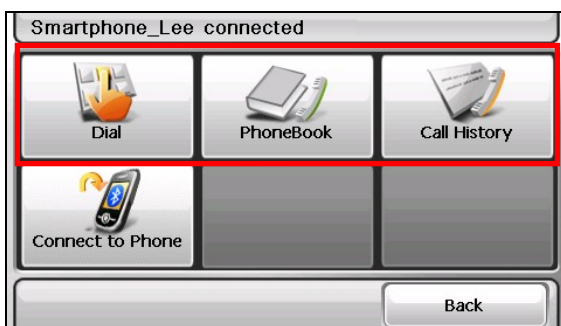 Smartphone_Lee connected
Dial
PhoneBook
Call History
Connect to Phone
Back